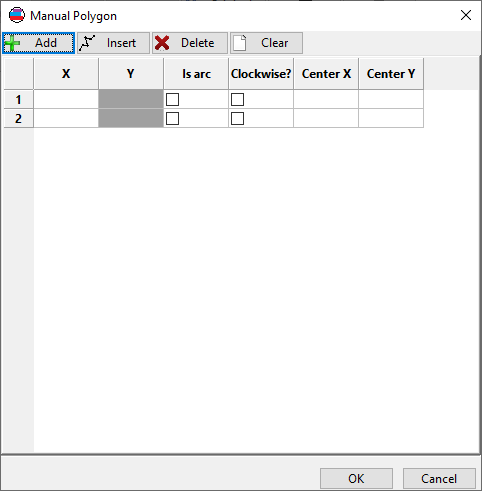 Manual Polygon
Add Insert Delete Clear
X Y Is arc Clockwise? Center X Center Y
1
2
OK Cancel